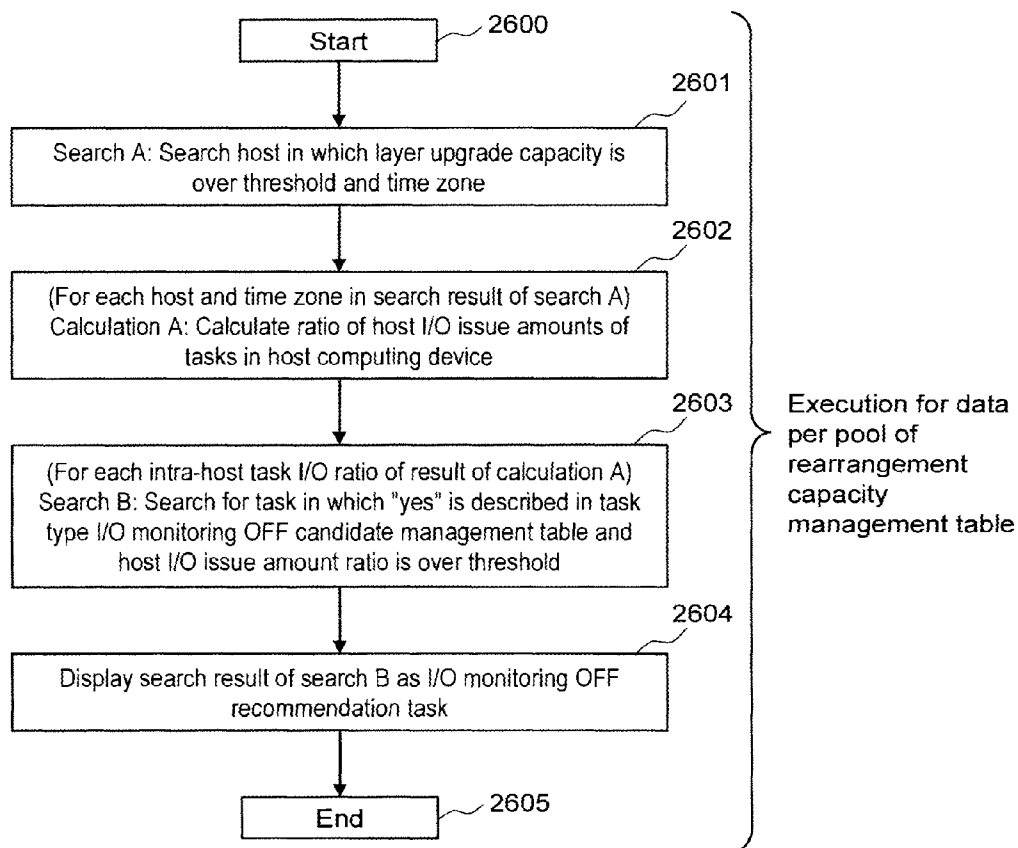 Start
2600
2601
Search A: Search host in which layer upgrade capacity is
over threshold and time zone
2602
(For each host and time zone in search result of search A)
Calculation A: Calculate ratio of host I/O issue amounts of
tasks in host computing device
2603
(For each intra-host task I/O ratio of result of calculation A)
Search B: Search for task in which "yes" is described in task
type I/O monitoring OFF candidate management table and
host I/O issue amount ratio is over threshold
2604
Display search result of search B as I/O monitoring OFF
recommendation task
End
2605
Execution for data
per pool of
rearrangement
capacity
management table